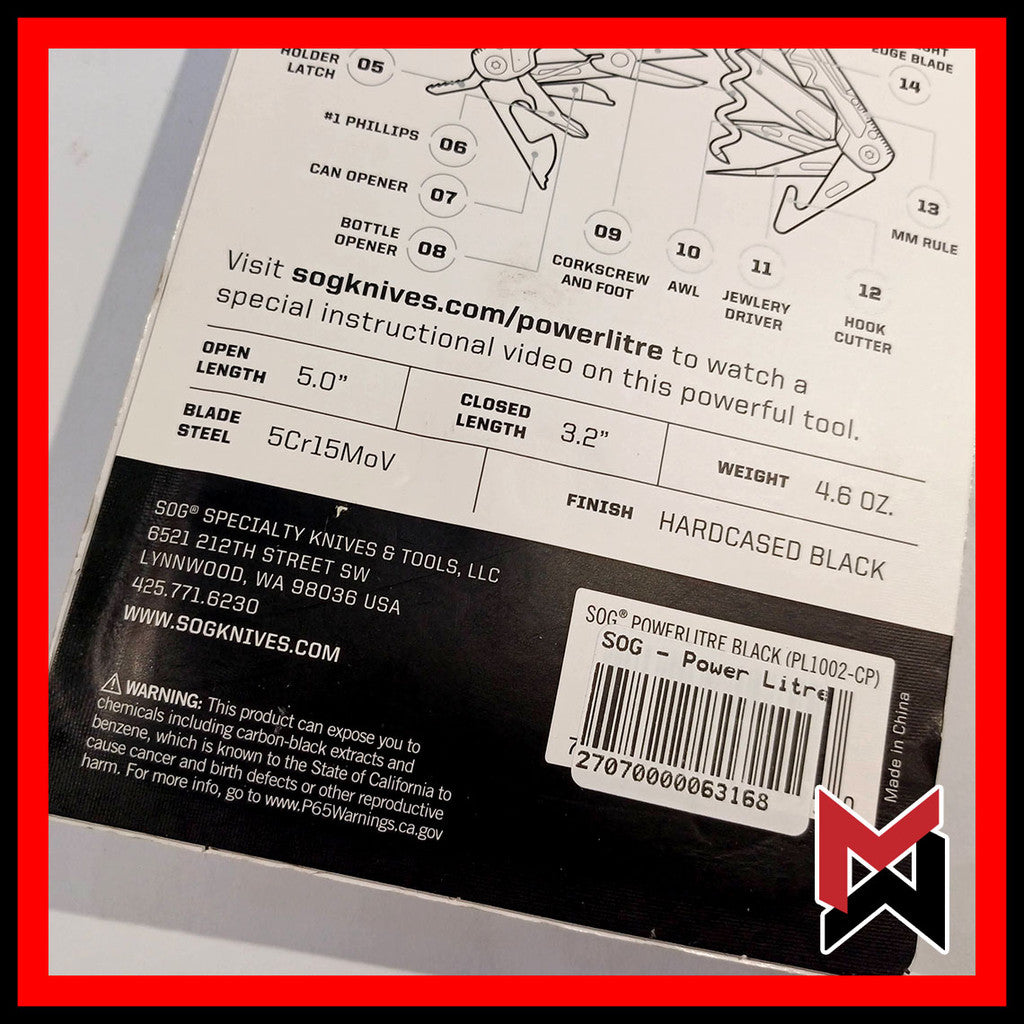 HOLDER
LATCH
05
EDGE BLADE
14
#1 PHILLIPS
06
CAN OPENER
07
BOTTLE
OPENER
08
09
CORKSCREW
AND FOOT
10
AWL
11
JEWLERY
DRIVER
12
HOOK
CUTTER
13
MM RULE
Visit sogknives.com/powerlitre to watch a
special instructional video on this powerful tool.
OPEN
LENGTH 5.0"
CLOSED
LENGTH 3.2"
WEIGHT 4.6 OZ.
BLADE
STEEL 5Cr15MoV
FINISH HARDCASED BLACK
SOG® SPECIALTY KNIVES & TOOLS, LLC
6521 212TH STREET SW
LYNNWOOD, WA 98036 USA
425.771.6230
WWW.SOGKNIVES.COM
⚠ WARNING: This product can expose you to
chemicals including carbon-black extracts and
benzene, which is known to the State of California to
cause cancer and birth defects or other reproductive
harm. For more info, go to www.P65Warnings.ca.gov
SOG® POWERLITRE BLACK (PL1002-CP)
SOG - Power Litre
7
27070000063168
Made in China